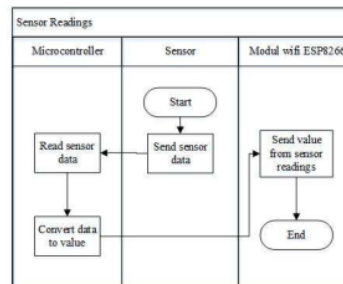 Sensor Readings
Microcontroller
Sensor
Modul wifi ESP8266
Start
Send sensor
data
Read sensor
data
Convert data
to value
Send value
from sensor
readings
End